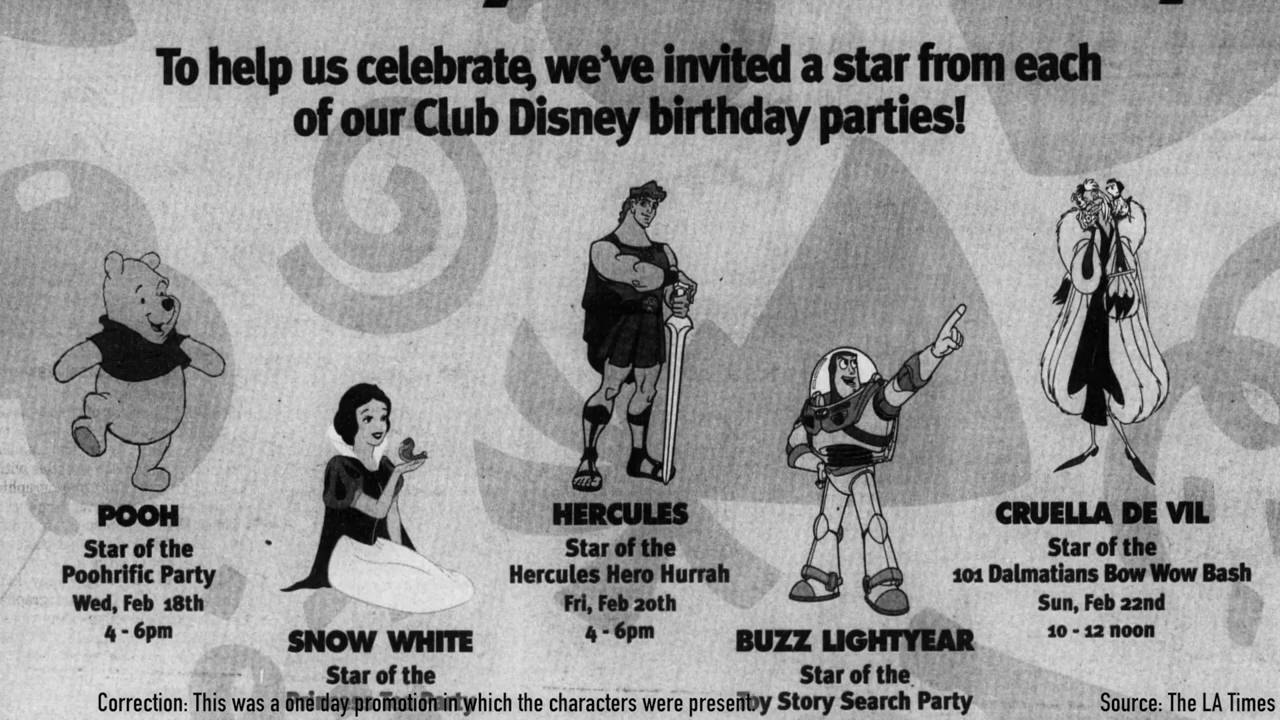 To help us celebrate, we've invited a star from each
of our Club Disney birthday parties!
POOH
Star of the
Poohrific Party
Wed, Feb 18th
4 - 6pm
SNOW WHITE
Star of the
Party
HERCULES
Star of the
Hercules Hero Hurrah
Fri, Feb 20th
4 - 6pm
BUZZ LIGHTYEAR
Star of the
Toy Story Search Party
CRUELLA DE VIL
Star of the
101 Dalmatians Bow Wow Bash
Sun, Feb 22nd
10 - 12 noon
Correction: This was a one day promotion in which the characters were present.
Source: The LA Times